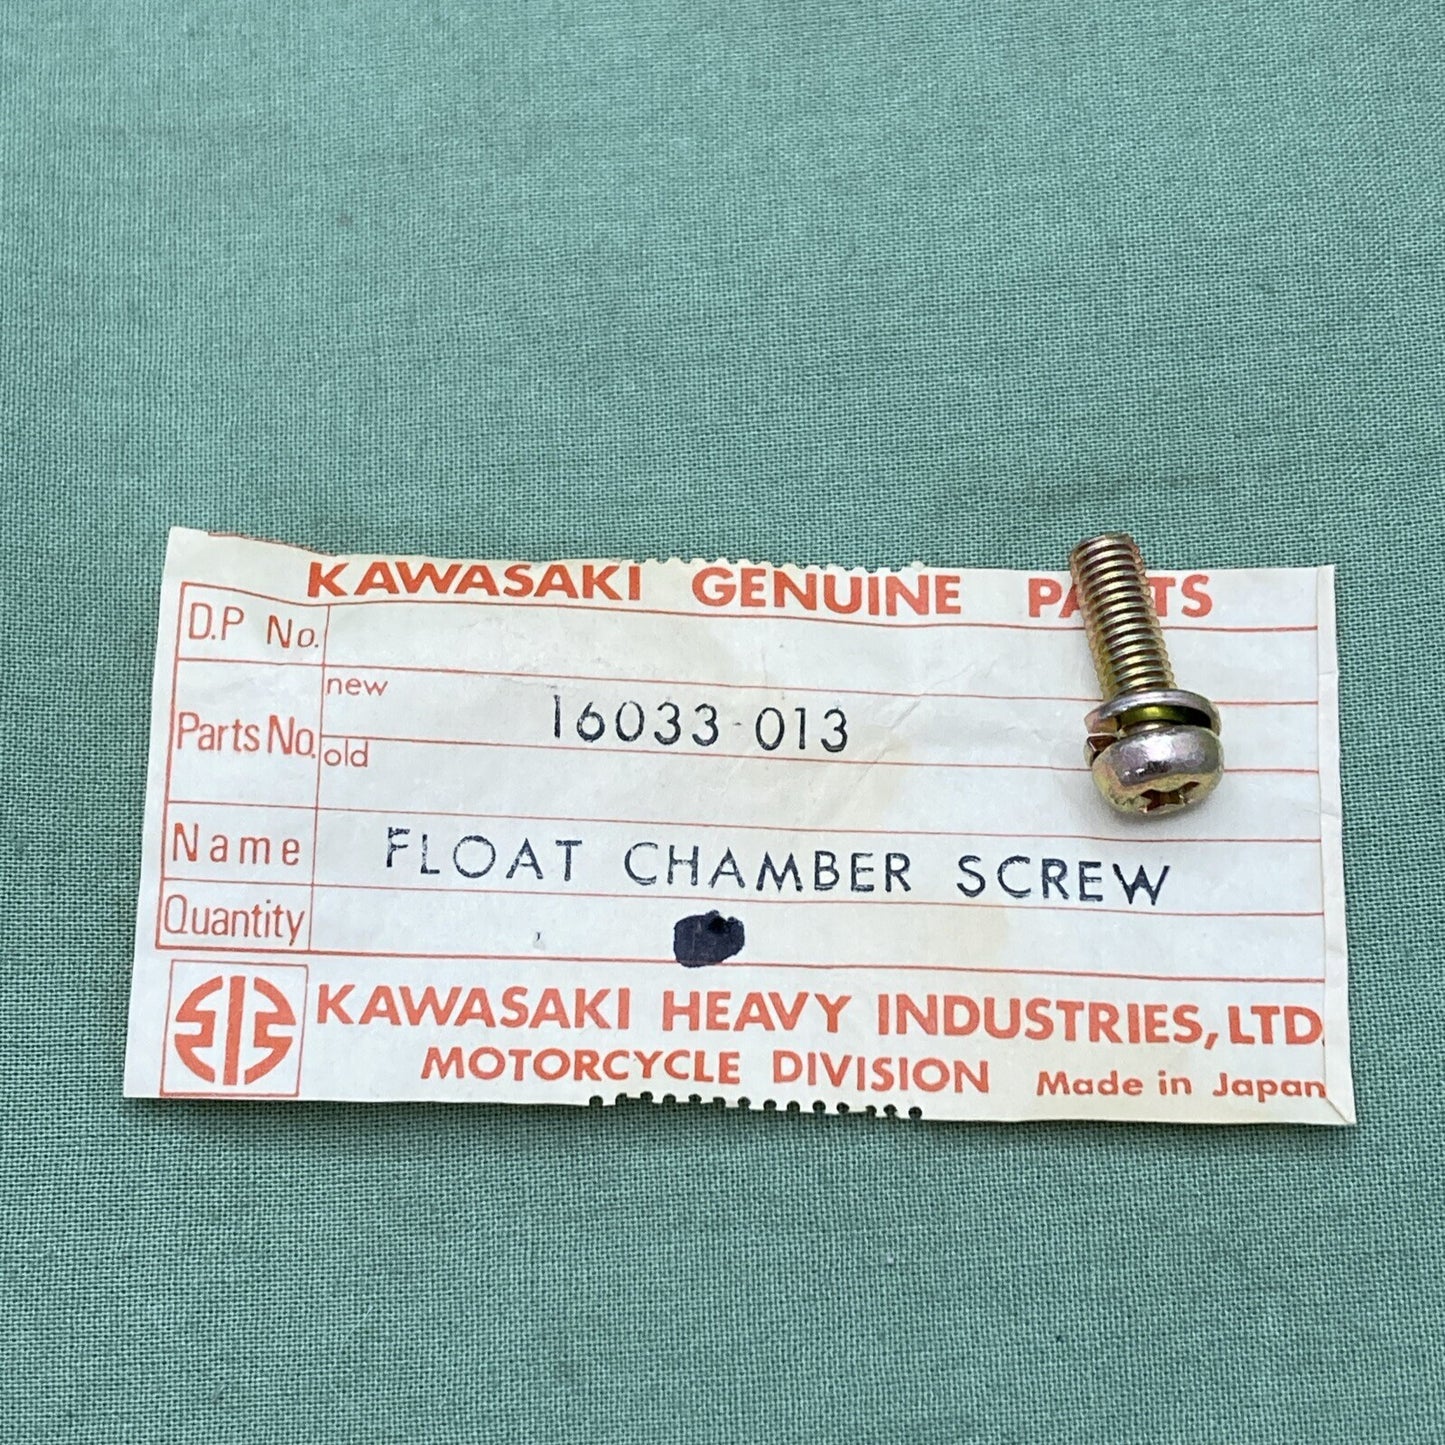 KAWASAKI GENUINE PARTS
D.P No.
Parts No. new 16033-013
old
Name FLOAT CHAMBER SCREW
Quantity
KAWASAKI HEAVY INDUSTRIES, LTD.
MOTORCYCLE DIVISION Made in Japan